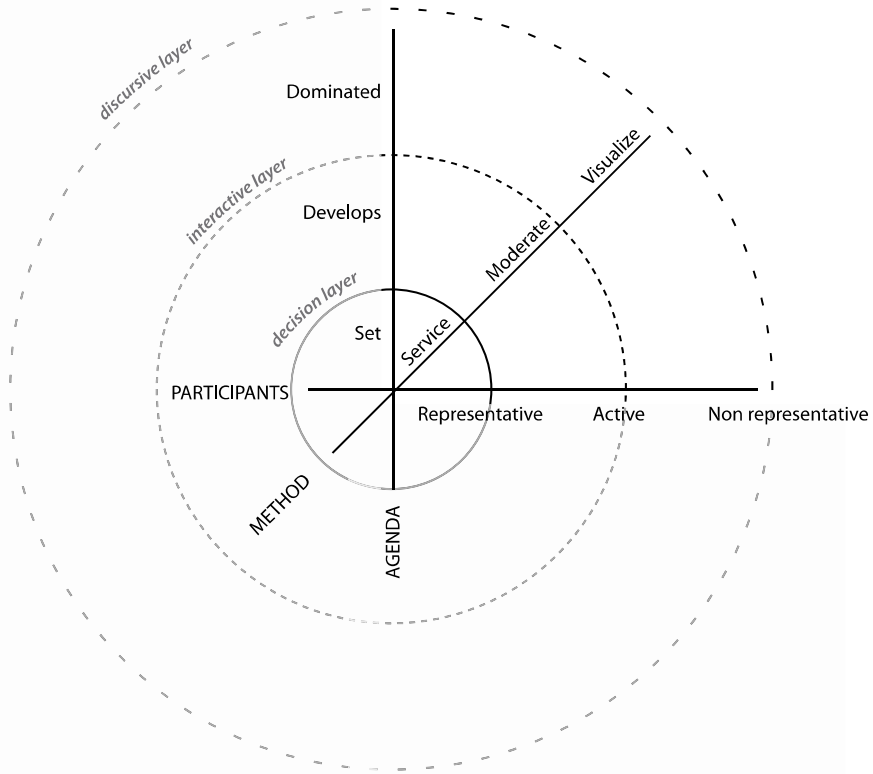 discursive layer
Dominated
Visualize
interactive layer
Develops
Moderate
decision layer
Set
Service
PARTICIPANTS
Representative
Active
Non representative
METHOD
AGENDA